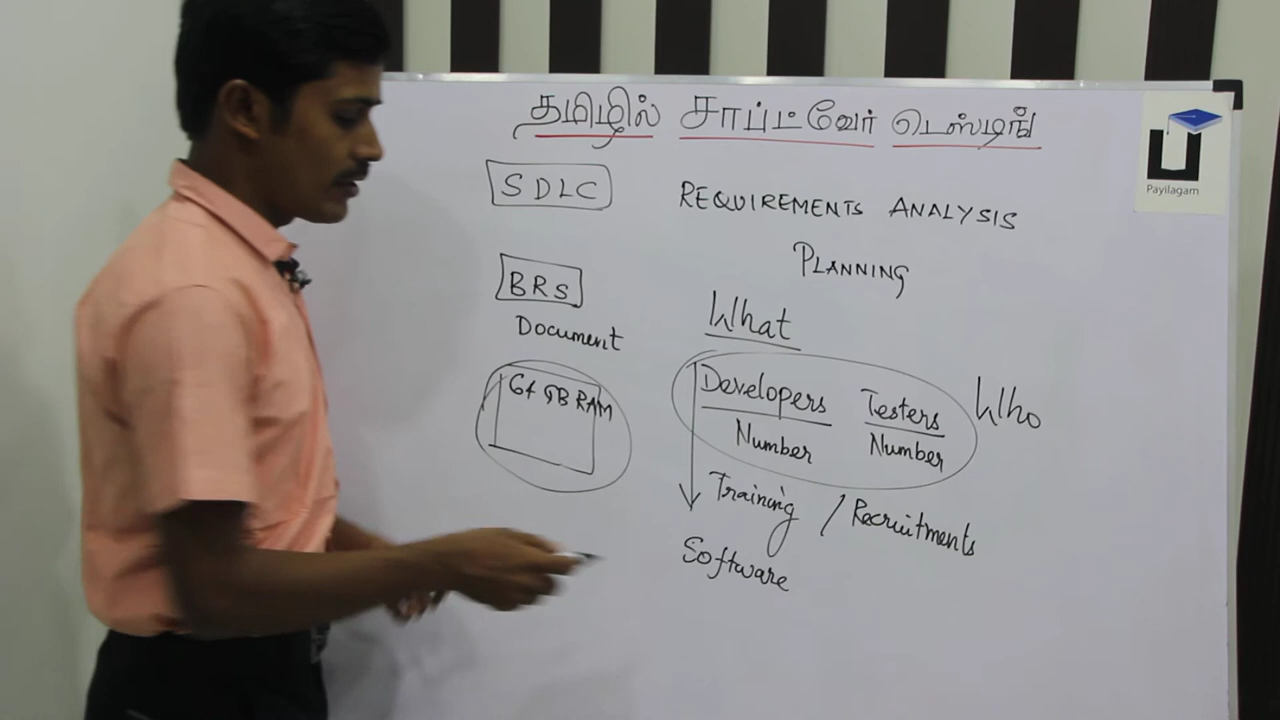 தமிழில் சாப்ட்வேர் டெஸ்டிங்
SDLC
REQUIREMENTS ANALYSIS
PLANNING
BRS
Document
64 GB RAM
What
Developers Testers
Number Number
Who
Training / Recruitments
Software
Payilagam